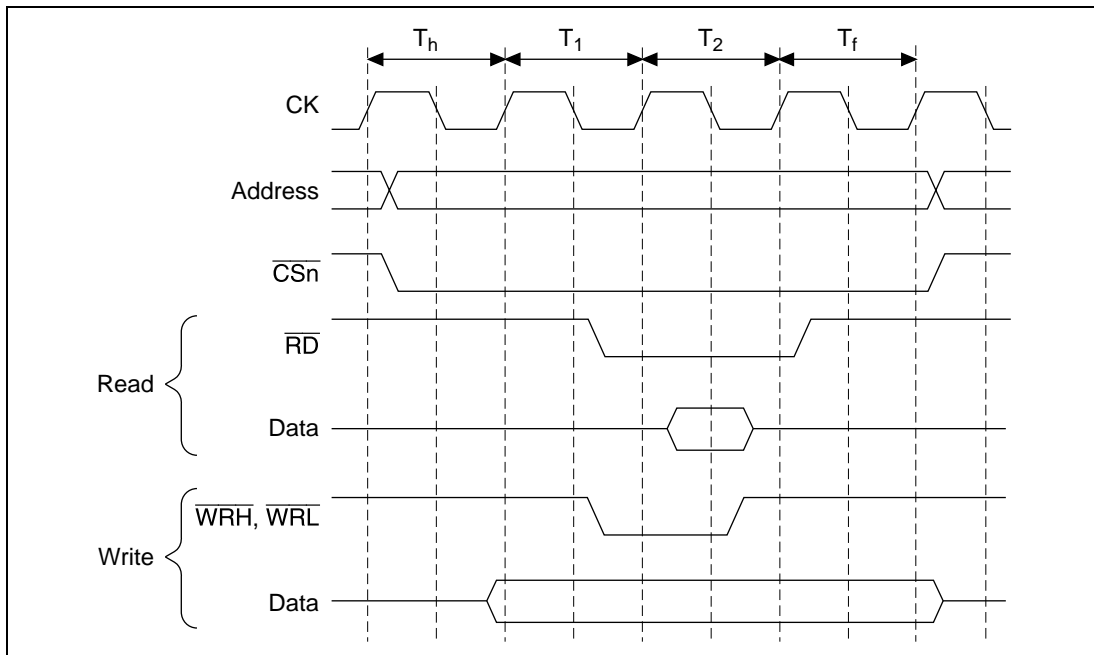 Th T1 T2 Tf
CK
Address
CSn
RD
Read
Data
WRH, WRL
Write
Data